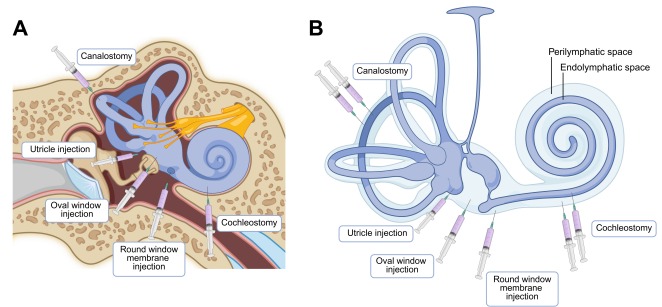 A
Canalostomy
Utricle injection
Oval window
injection
Round window
membrane
injection
Cochleostomy
B
Perilymphatic space
Endolymphatic space
Canalostomy
Utricle injection
Oval window
injection
Round window
membrane
injection
Cochleostomy